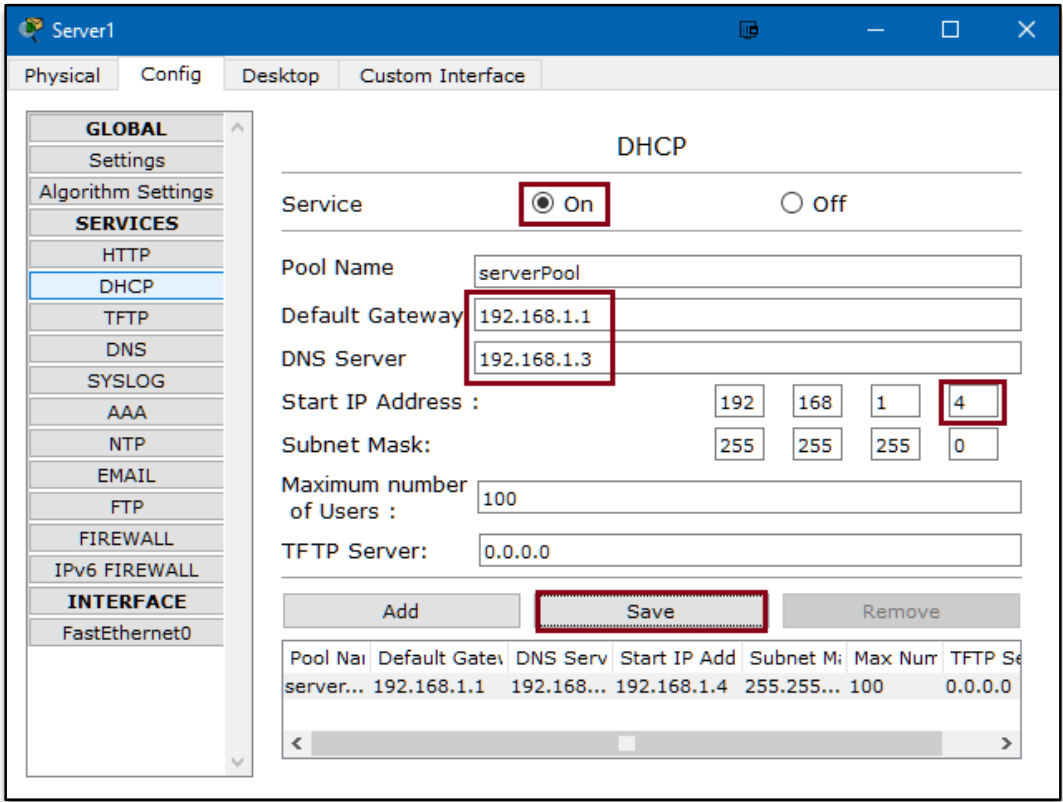 Server1
Physical Config Desktop Custom Interface
GLOBAL
Settings
Algorithm Settings
SERVICES
HTTP
DHCP
TFTP
DNS
SYSLOG
AAA
NTP
EMAIL
FTP
FIREWALL
IPv6 FIREWALL
INTERFACE
FastEthernet0
DHCP
Service On Off
Pool Name serverPool
Default Gateway 192.168.1.1
DNS Server 192.168.1.3
Start IP Address : 192 168 1 4
Subnet Mask: 255 255 255 0
Maximum number
of Users : 100
TFTP Server: 0.0.0.0
Add Save Remove
Pool Nar Default Gatew DNS Serv Start IP Add Subnet Ma Max Num TFTP Se
server... 192.168.1.1 192.168... 192.168.1.4 255.255... 100 0.0.0.0